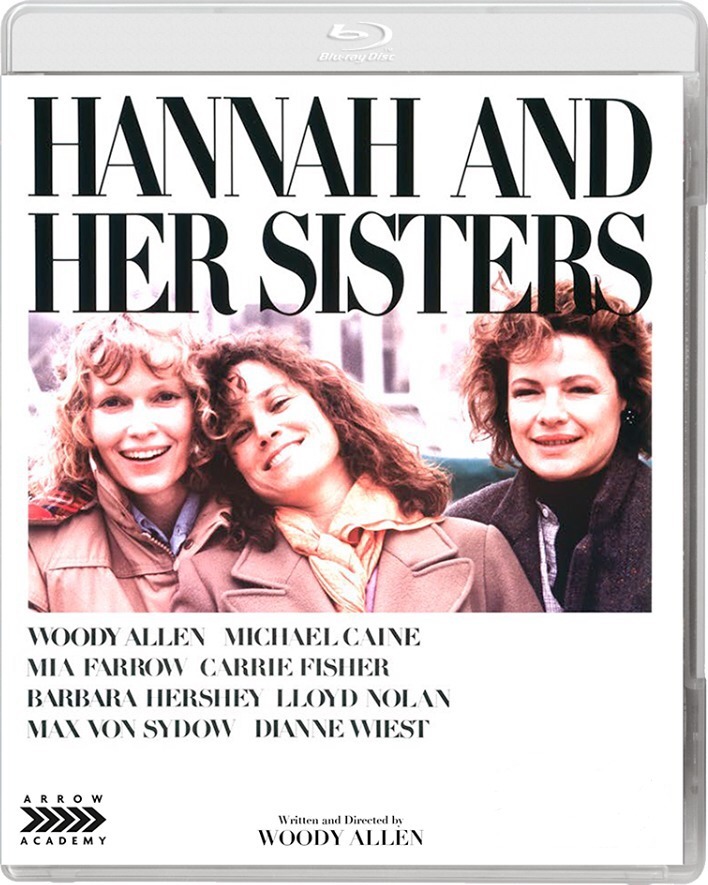 Blu-ray Disc
HANNAH AND
HER SISTERS
WOODY ALLEN MICHAEL CAINE
MIA FARROW CARRIE FISHER
BARBARA HERSHEY LLOYD NOLAN
MAX VON SYDOW DIANNE WIEST
ARROW
ACADEMY
Written and Directed by
WOODY ALLEN